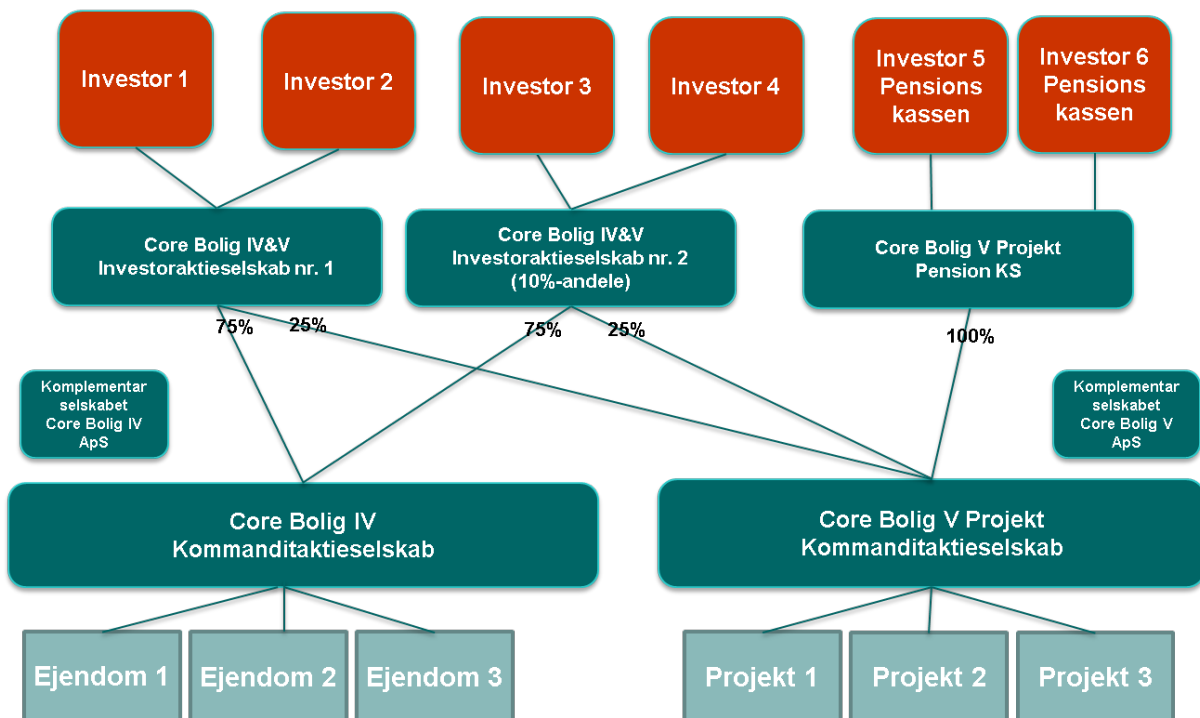 Investor 1
Investor 2
Investor 3
Investor 4
Investor 5
Pensions
kassen
Investor 6
Pensions
kassen
Core Bolig IV&V
Investoraktieselskab nr. 1
Core Bolig IV&V
Investoraktieselskab nr. 2
(10%-andele)
Core Bolig V Projekt
Pension KS
75%
25%
75%
25%
100%
Komplementar
selskabet
Core Bolig IV
ApS
Komplementar
selskabet
Core Bolig V
ApS
Core Bolig IV
Kommanditaktieselskab
Core Bolig V Projekt
Kommanditaktieselskab
Ejendom 1
Ejendom 2
Ejendom 3
Projekt 1
Projekt 2
Projekt 3